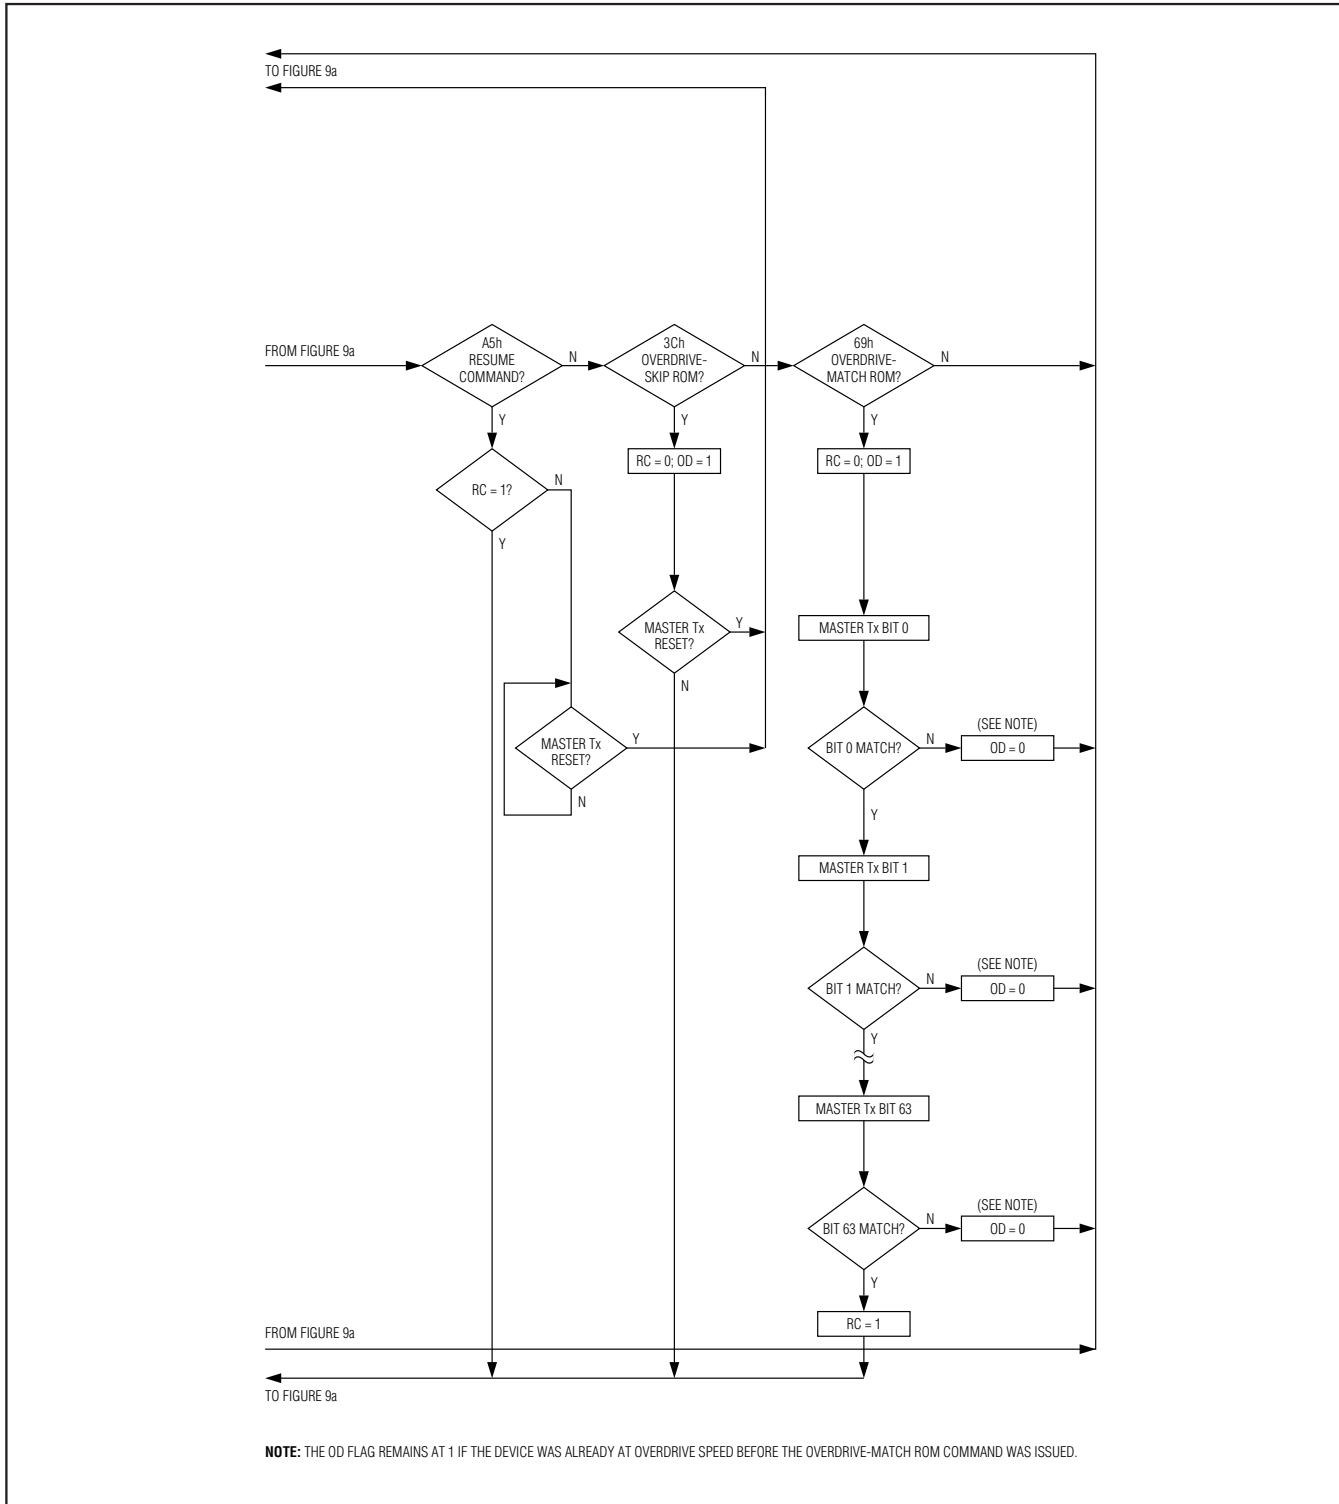 TO FIGURE 9a
FROM FIGURE 9a
A5h
RESUME
COMMAND?
N
3Ch
OVERDRIVE-
SKIP ROM?
N
69h
OVERDRIVE-
MATCH ROM?
N
Y
Y
Y
RC = 1?
N
Y
RC = 0; OD = 1
RC = 0; OD = 1
MASTER Tx
RESET?
Y
N
MASTER Tx BIT 0
MASTER Tx
RESET?
Y
N
BIT 0 MATCH?
N
(SEE NOTE)
OD = 0
Y
MASTER Tx BIT 1
BIT 1 MATCH?
N
(SEE NOTE)
OD = 0
Y
MASTER Tx BIT 63
BIT 63 MATCH?
N
(SEE NOTE)
OD = 0
Y
RC = 1
FROM FIGURE 9a
TO FIGURE 9a
NOTE: THE OD FLAG REMAINS AT 1 IF THE DEVICE WAS ALREADY AT OVERDRIVE SPEED BEFORE THE OVERDRIVE-MATCH ROM COMMAND WAS ISSUED.